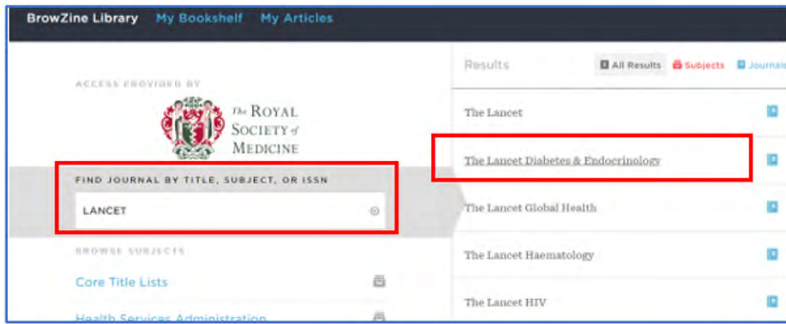 BrowZine Library My Bookshelf My Articles
ACCESS PROVIDED BY
The ROYAL
SOCIETY of
MEDICINE
FIND JOURNAL BY TITLE, SUBJECT, OR ISSN
LANCET
BROWSE SUBJECTS
Core Title Lists
Health Services Administration
Results All Results Subjects Journals
The Lancet
The Lancet Diabetes & Endocrinology
The Lancet Global Health
The Lancet Haematology
The Lancet HIV